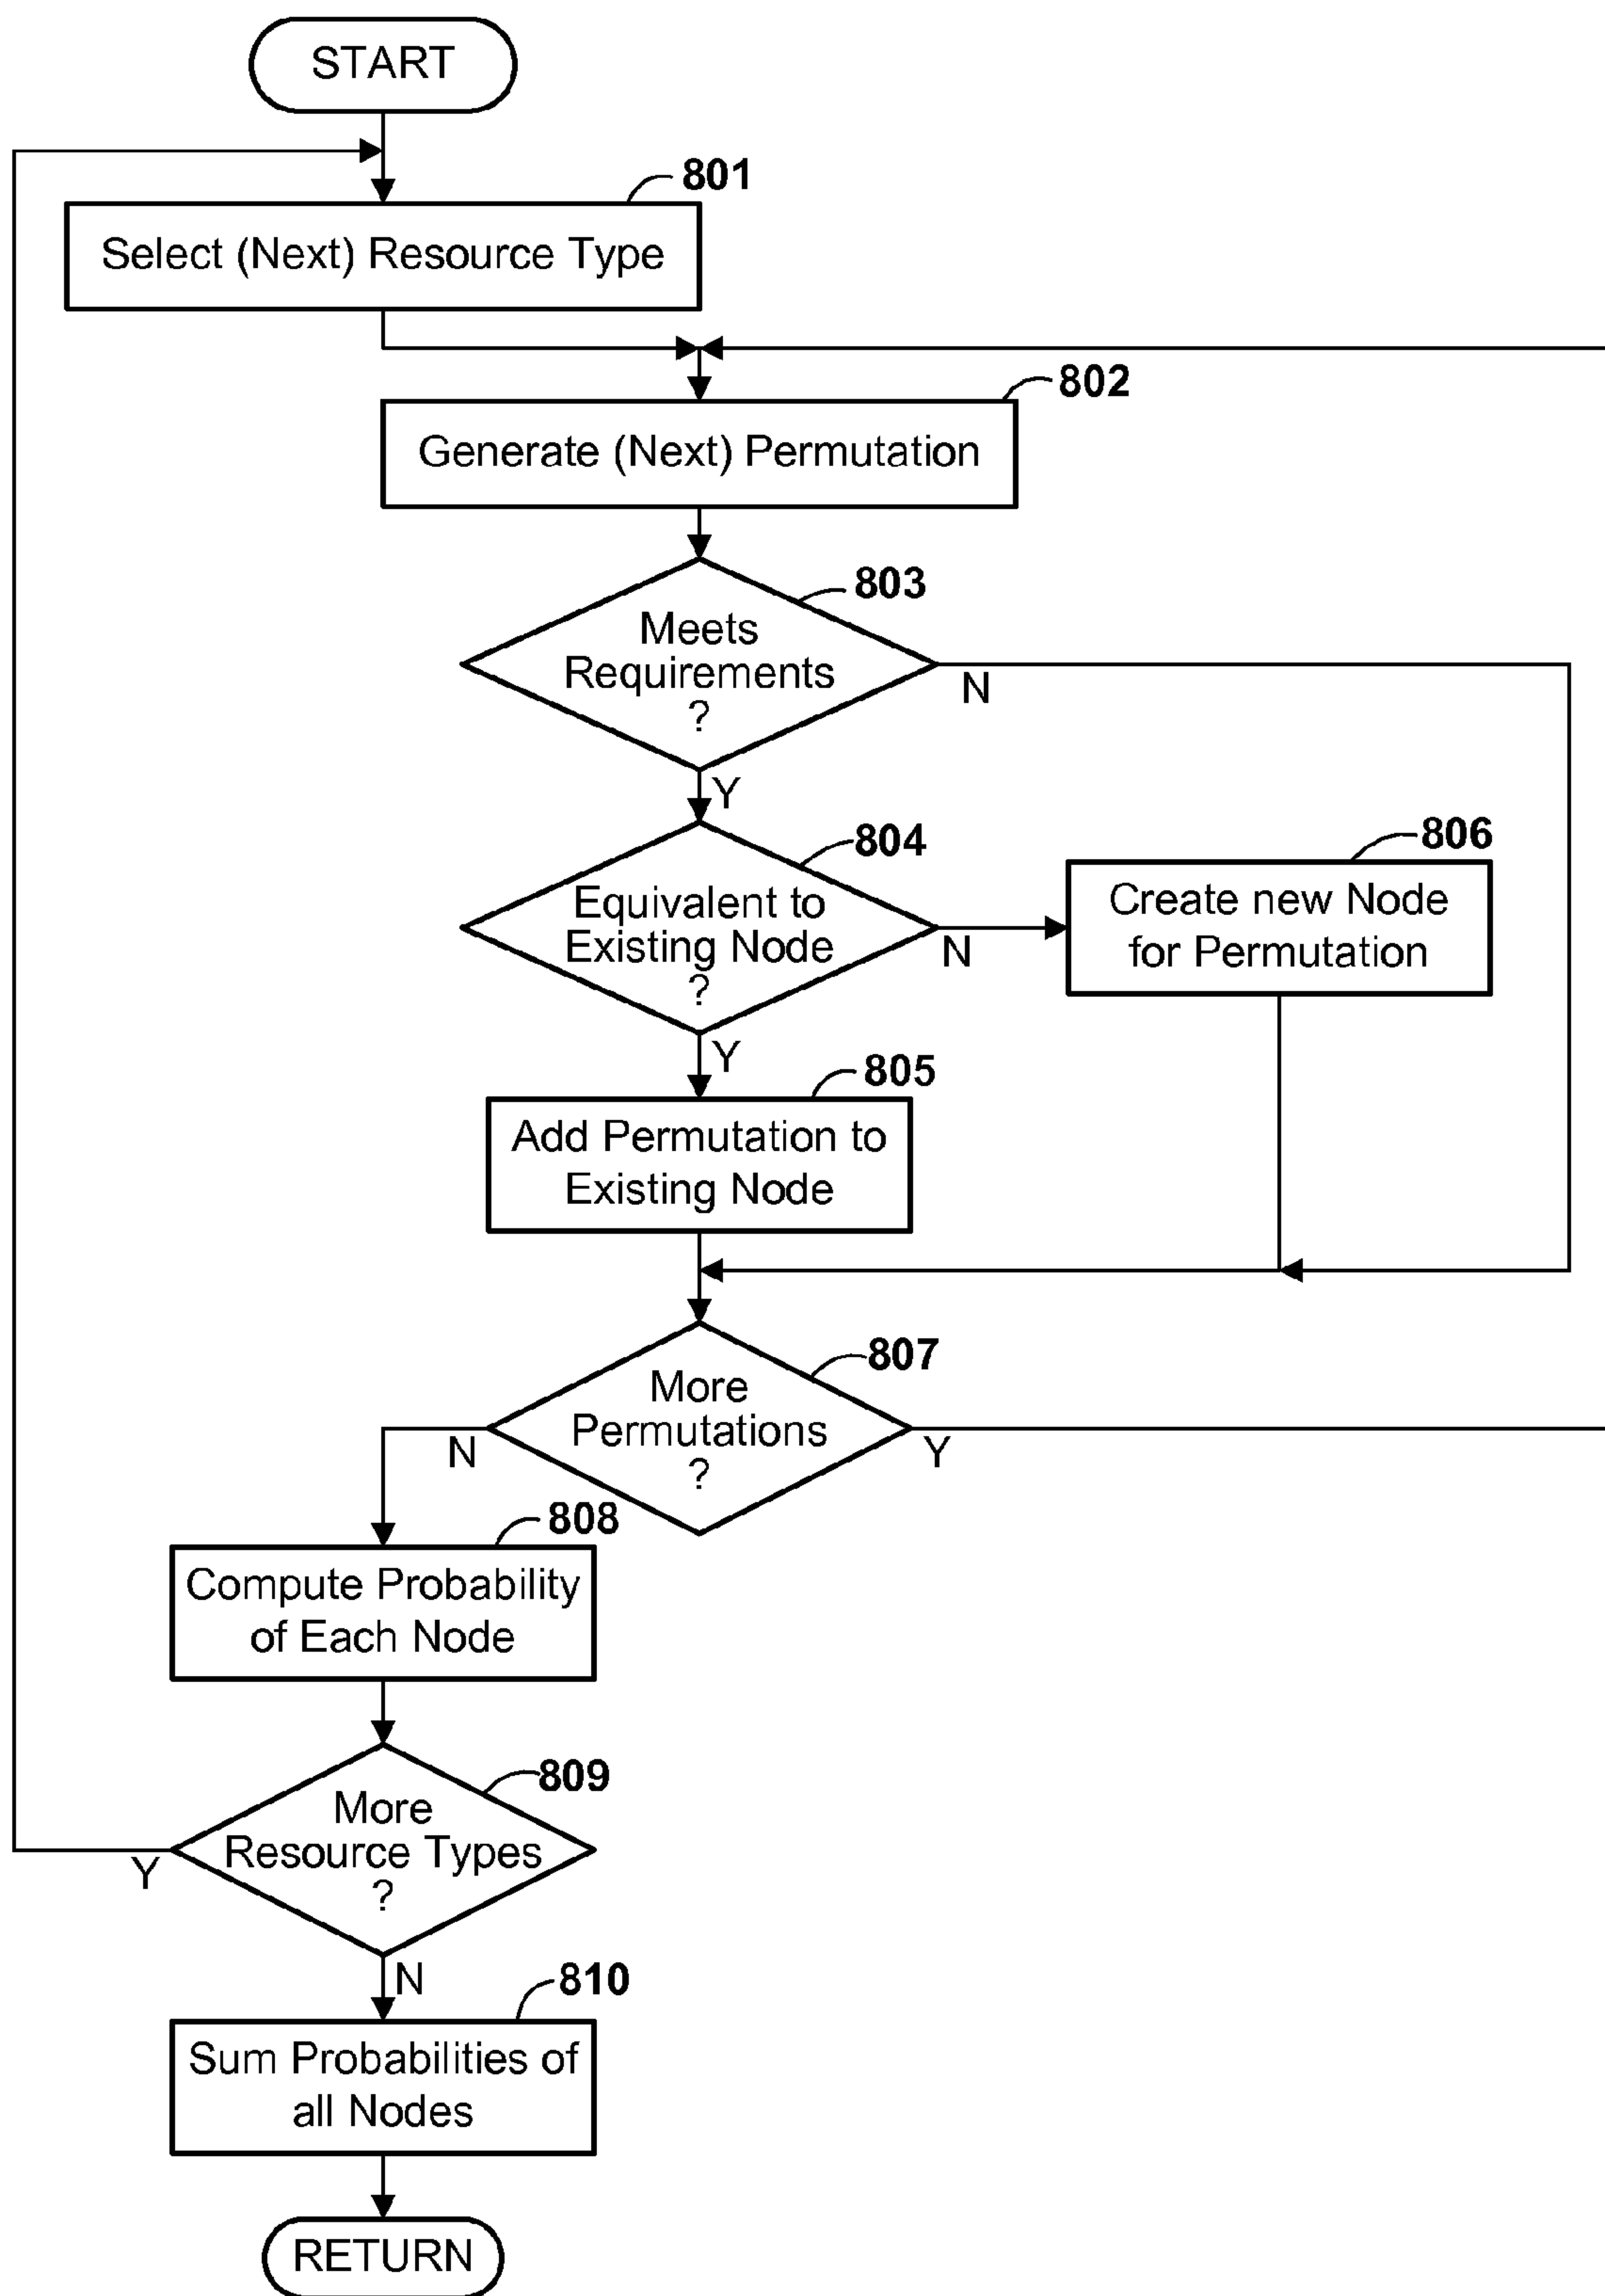 START
801
Select (Next) Resource Type
802
Generate (Next) Permutation
803
Meets
Requirements
?
N
Y
804
Equivalent to
Existing Node
?
N
806
Create new Node
for Permutation
Y
805
Add Permutation to
Existing Node
807
More
Permutations
?
N
Y
808
Compute Probability
of Each Node
809
More
Resource Types
?
Y
N
810
Sum Probabilities of
all Nodes
RETURN